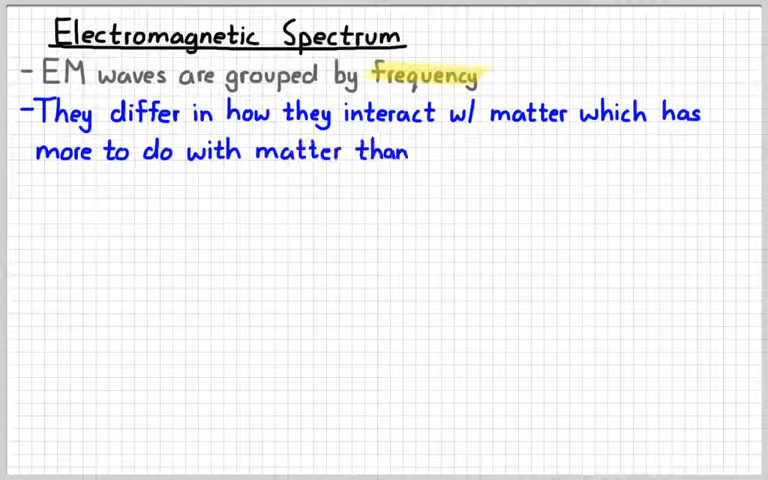 Electromagnetic Spectrum
- EM waves are grouped by frequency
- They differ in how they interact w/ matter which has
more to do with matter than